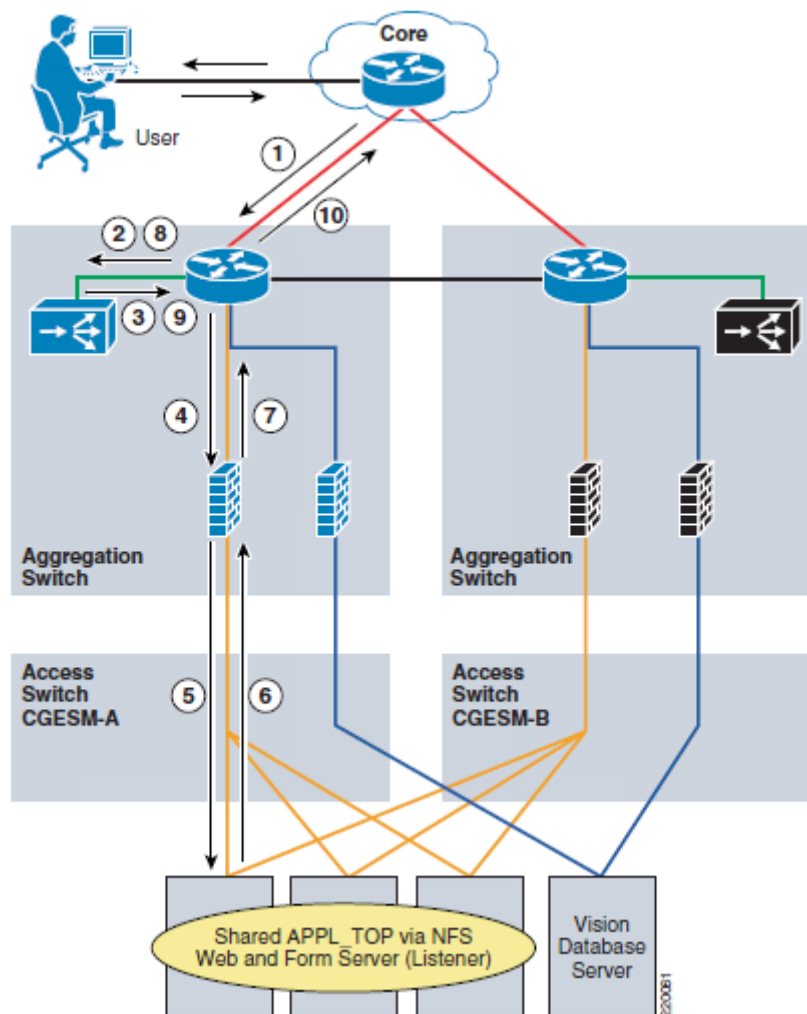 Core
User
1
10
2 8
3 9
4
7
Aggregation
Switch
Aggregation
Switch
Access
Switch
CGESM-A
Access
Switch
CGESM-B
5
6
Shared APPL_TOP via NFS
Web and Form Server (Listener)
Vision
Database
Server
220061